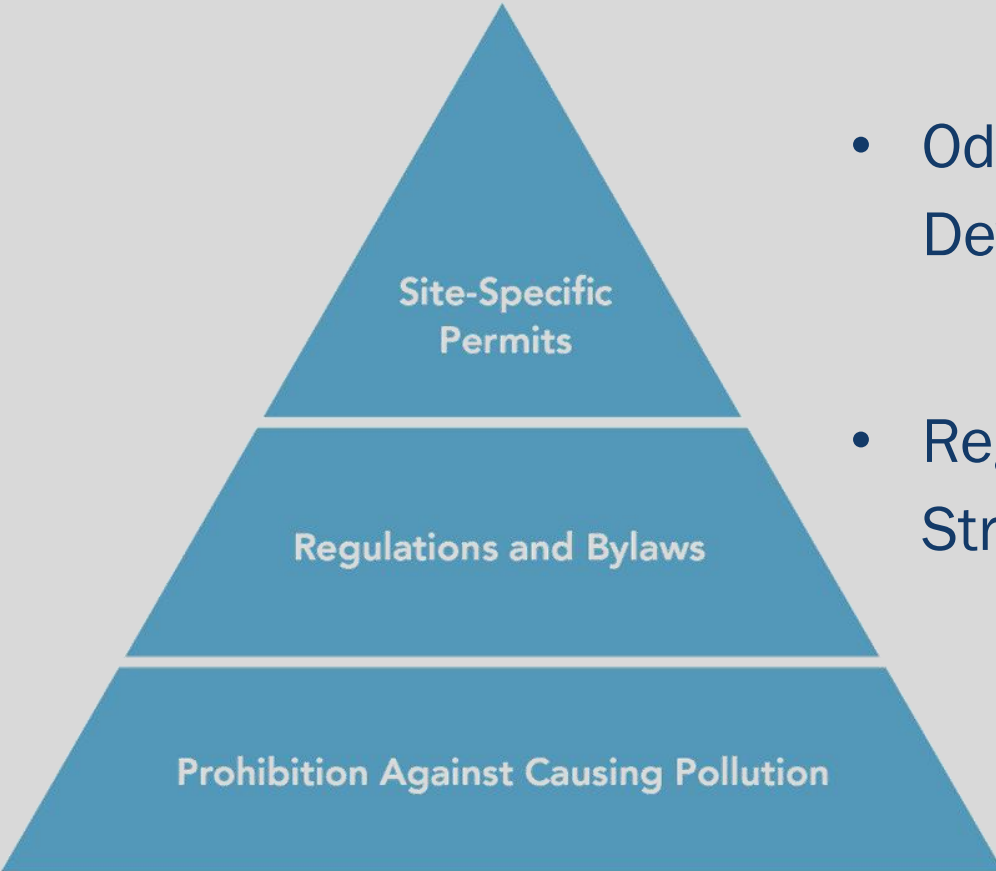 Site-Specific
Permits
Regulations and Bylaws
Prohibition Against Causing Pollution
•
•